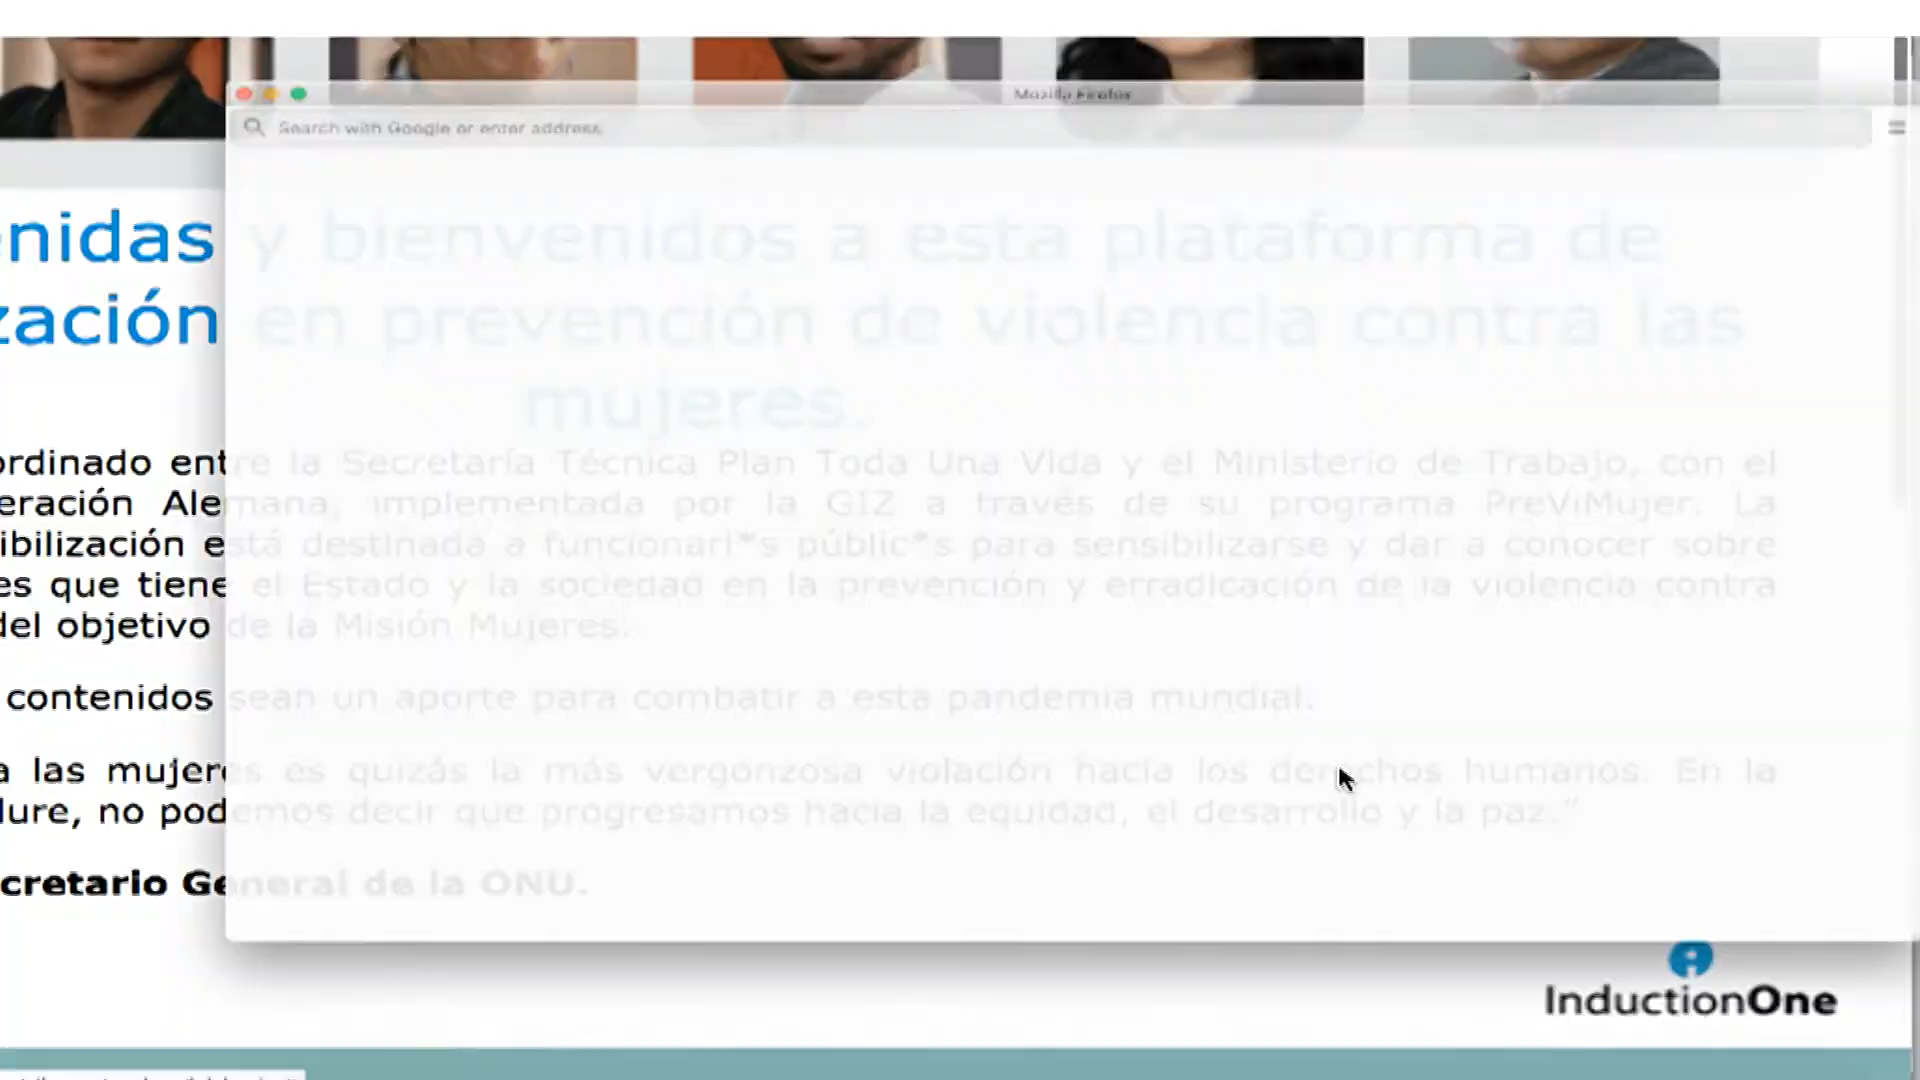 Mozilla Firefox
Search with Google or enter address
enidas y bienvenidos a esta plataforma de
zación en prevención de violencia contra las
mujeres.
ordinado entre la Secretaría Técnica Plan Toda Una Vida y el Ministerio de Trabajo, con el
eración Alemana, implementada por la GIZ a través de su programa PreViMujer. La
ibilización está destinada a funcionari*s públic*s para sensibilizarse y dar a conocer sobre
es que tiene el Estado y la sociedad en la prevención y erradicación de la violencia contra
del objetivo de la Misión Mujeres.
contenidos sean un aporte para combatir a esta pandemia mundial.
a las mujeres es quizás la más vergonzosa violación hacia los derechos humanos. En la
dure, no podemos decir que progresamos hacia la equidad, el desarrollo y la paz."
cretario General de la ONU.
InductionOne